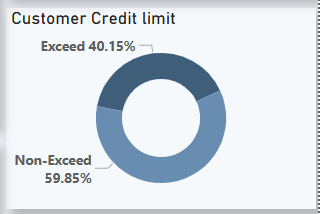 Customer Credit limit
Exceed 40.15%
Non-Exceed
59.85%